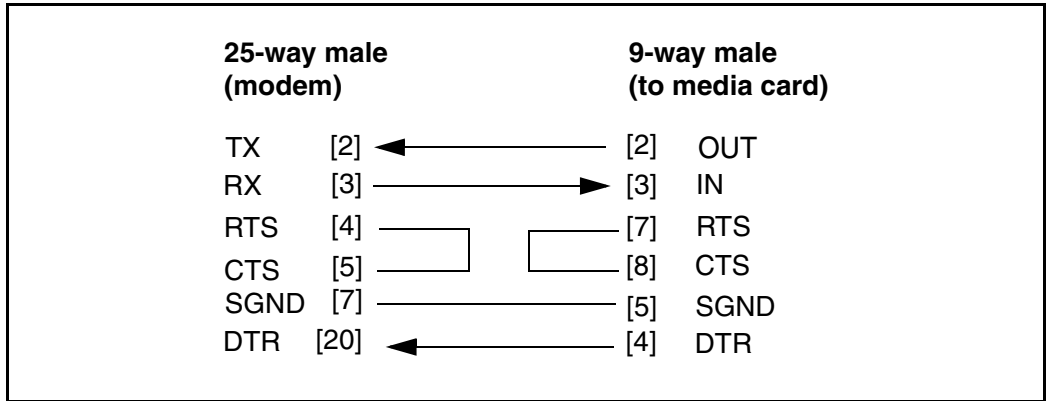 25-way male 9-way male
(modem) (to media card)
TX [2] [2] OUT
RX [3] [3] IN
RTS [4] [7] RTS
CTS [5] [8] CTS
SGND [7] [5] SGND
DTR [20] [4] DTR